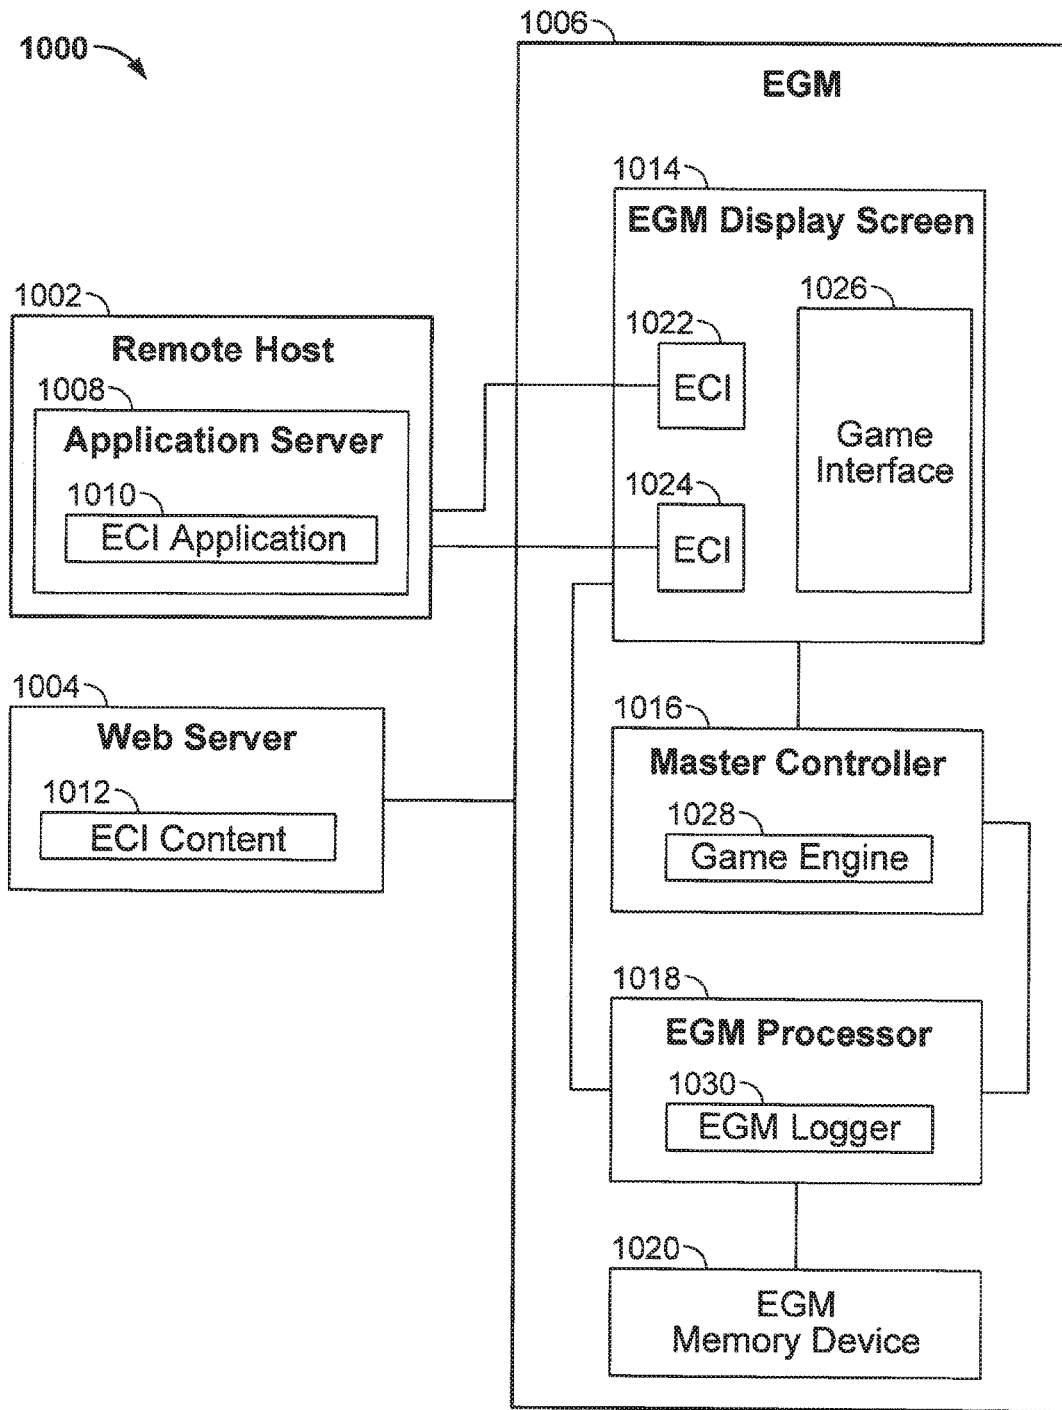 1000
1006
EGM
1014
EGM Display Screen
1022
ECI
1024
ECI
1026
Game
Interface
1002
Remote Host
1008
Application Server
1010
ECI Application
1004
Web Server
1012
ECI Content
1016
Master Controller
1028
Game Engine
1018
EGM Processor
1030
EGM Logger
1020
EGM
Memory Device